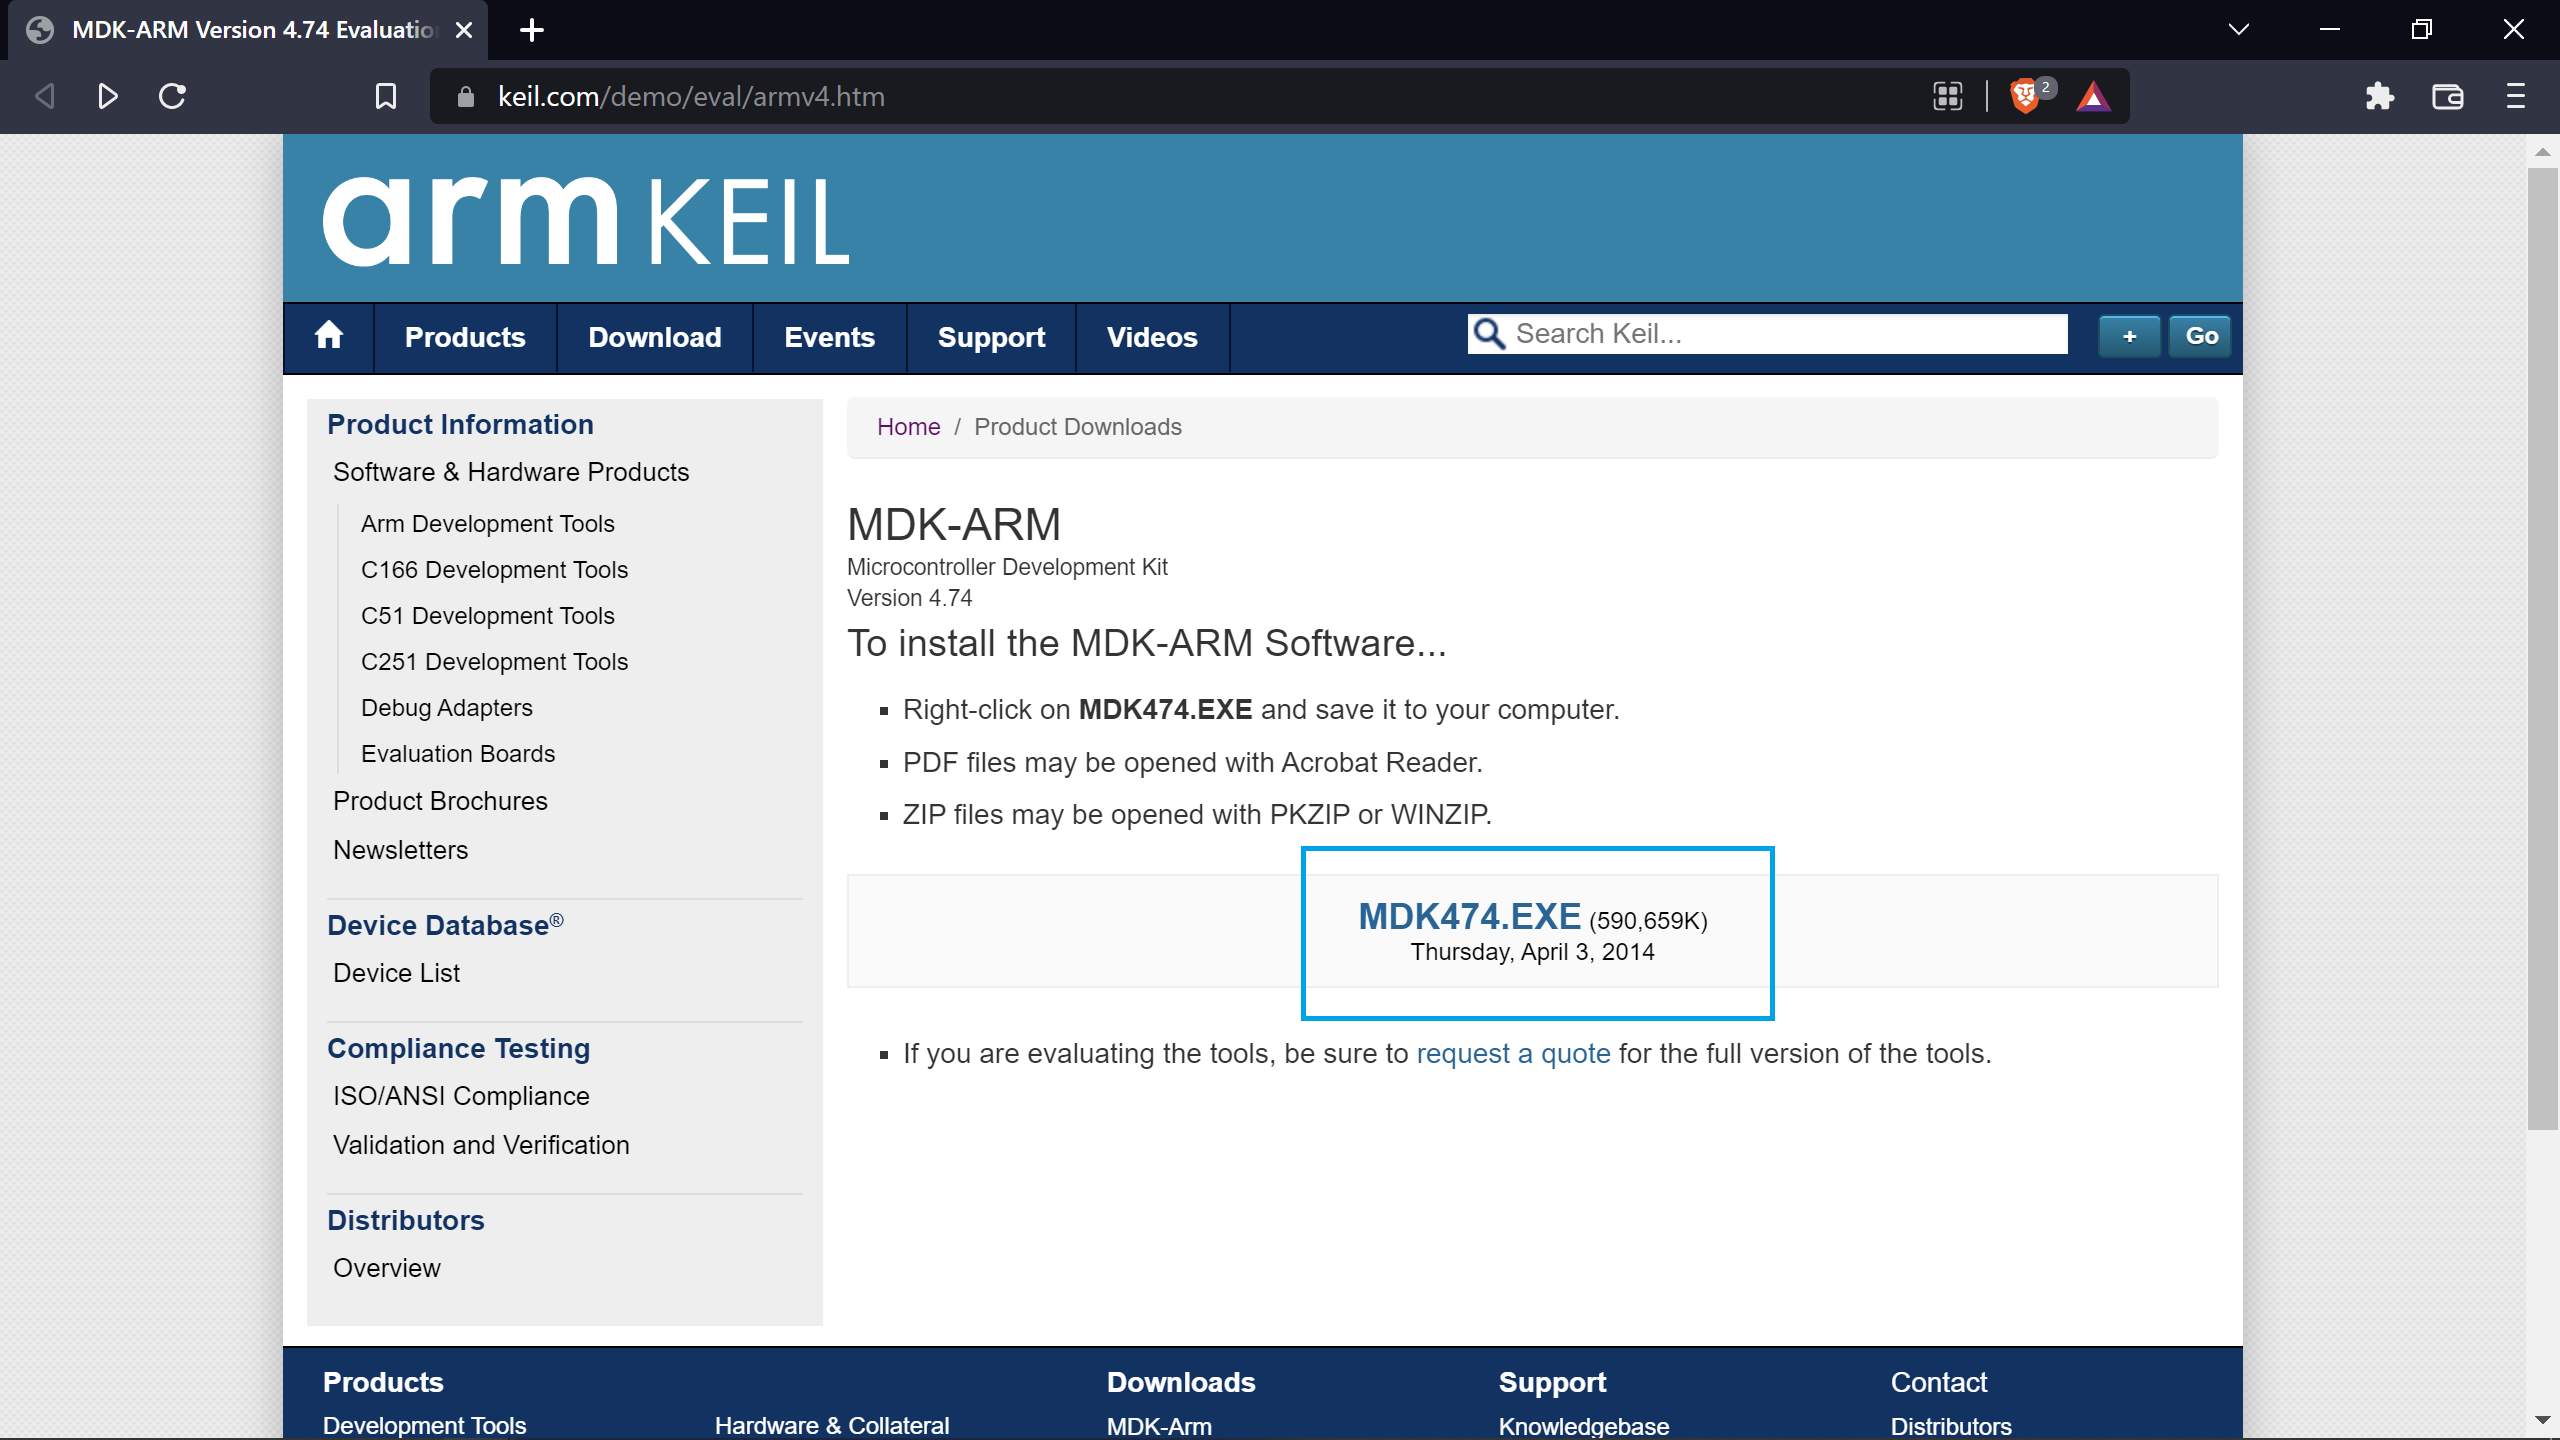 MDK-ARM Version 4.74 Evaluatio
keil.com/demo/eval/armv4.htm
2
arm KEIL
Products
Download
Events
Support
Videos
Search Keil...
+
Go
Product Information
Software & Hardware Products
Arm Development Tools
C166 Development Tools
C51 Development Tools
C251 Development Tools
Debug Adapters
Evaluation Boards
Product Brochures
Newsletters
Device Database®
Device List
Compliance Testing
ISO/ANSI Compliance
Validation and Verification
Distributors
Overview
Home / Product Downloads
MDK-ARM
Microcontroller Development Kit
Version 4.74
To install the MDK-ARM Software...
Right-click on MDK474.EXE and save it to your computer.
PDF files may be opened with Acrobat Reader.
ZIP files may be opened with PKZIP or WINZIP.
MDK474.EXE (590,659K)
Thursday, April 3, 2014
If you are evaluating the tools, be sure to request a quote for the full version of the tools.
Products
Development Tools
Hardware & Collateral
Downloads
MDK-Arm
Support
Knowledgebase
Contact
Distributors